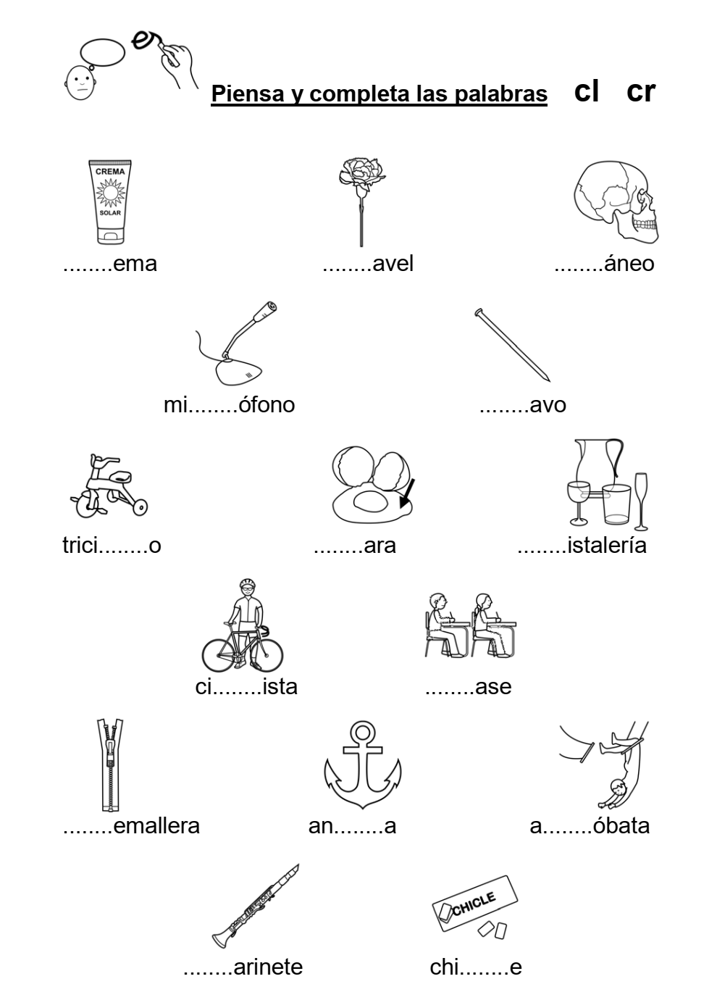 e
Piensa y completa las palabras cl cr
CREMA
SOLAR
........ema ........avel ........áneo
mi........ófono ........avo
trici........o ........ara ........istalería
ci........ista ........ase
........emallera an........a a........óbata
CHICLE
........arinete chi........e